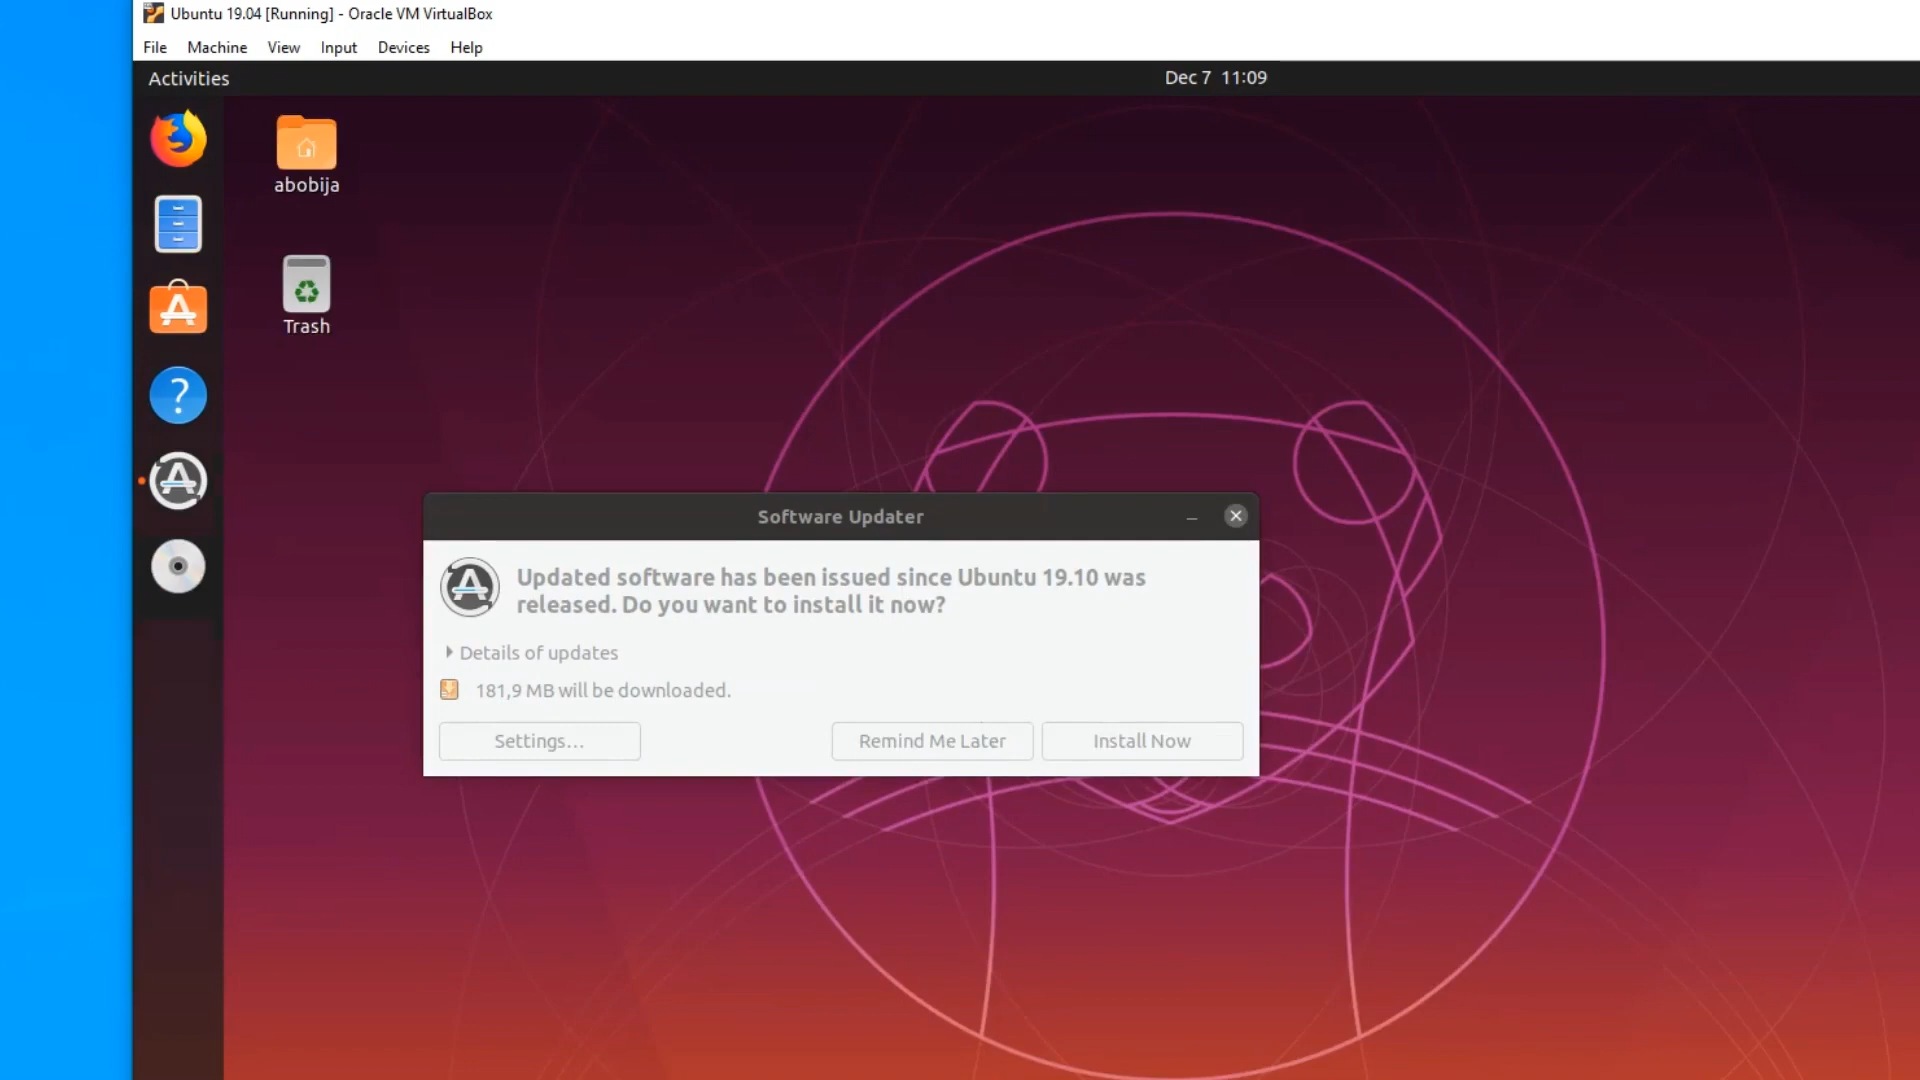 Ubuntu 19.04 [Running] - Oracle VM VirtualBox
File Machine View Input Devices Help
Activities
Dec 7 11:09
abobija
Trash
Software Updater
Updated software has been issued since Ubuntu 19.10 was
released. Do you want to install it now?
Details of updates
181,9 MB will be downloaded.
Settings…
Remind Me Later
Install Now